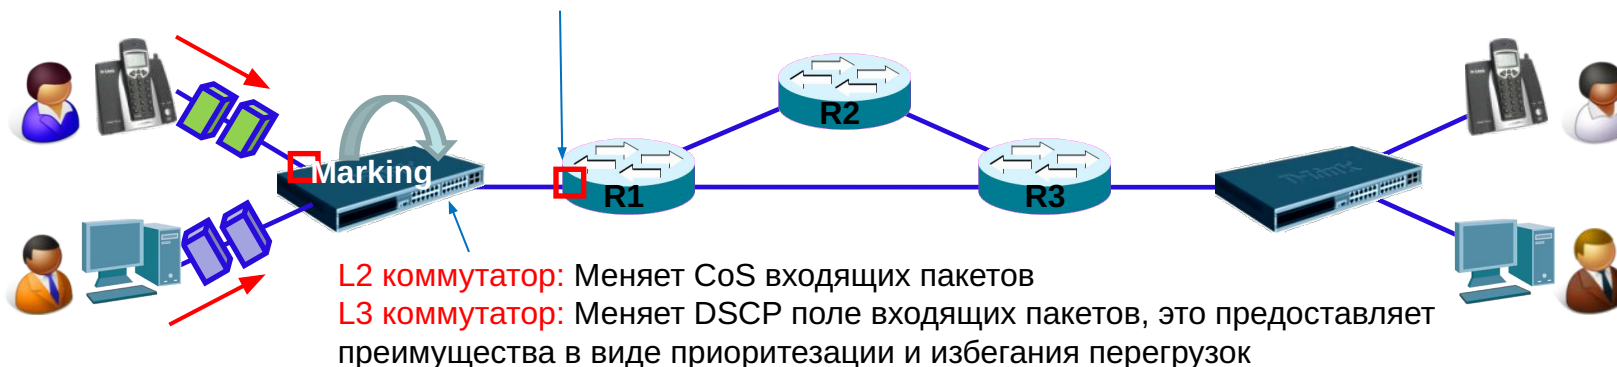 R2
Marking
R1
R3
D-Link
L2 коммутатор: Меняет CoS входящих пакетов
L3 коммутатор: Меняет DSCP поле входящих пакетов, это предоставляет
преимущества в виде приоритезации и избегания перегрузок